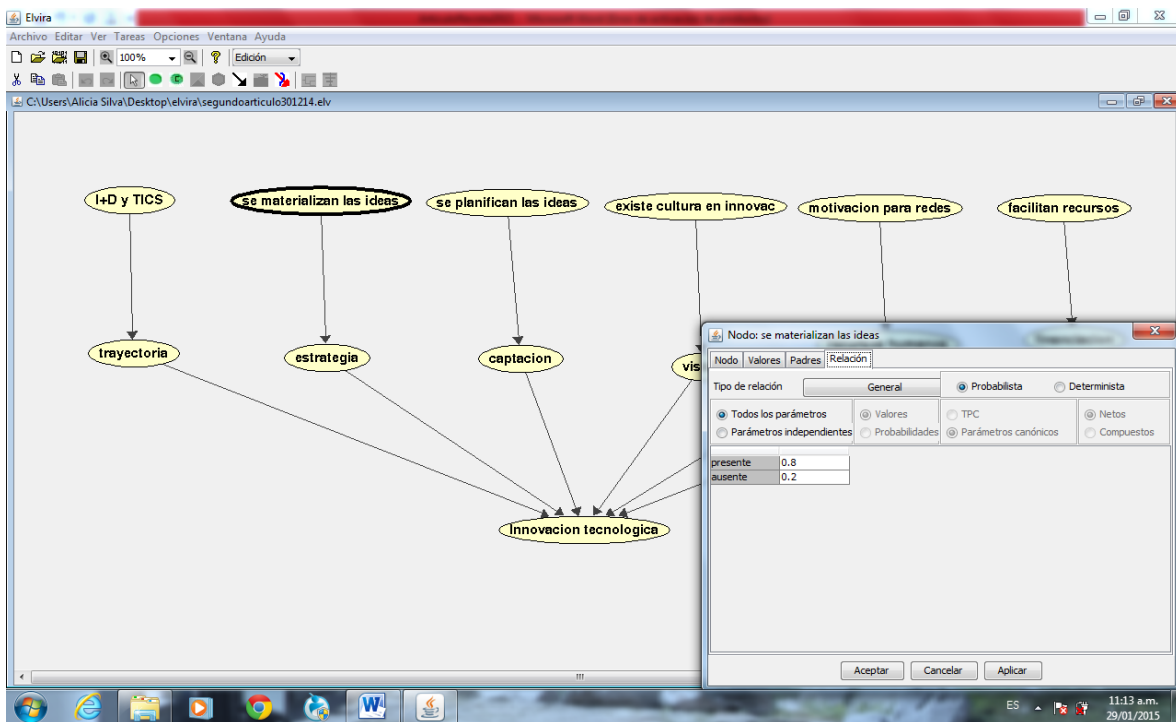 Elvira
Archivo Editar Ver Tareas Opciones Ventana Ayuda
100% Edición
C:\Users\Alicia Silva\Desktop\elvira\segundoarticulo301214.elv
I+D y TICS
se materializan las ideas
se planifican las ideas
existe cultura en innovac
motivacion para redes
facilitan recursos
trayectoria
estrategia
captacion
vis
Innovacion tecnologica
Nodo: se materializan las ideas
Nodo Valores Padres Relación
Tipo de relación General Probabilista Determinista
Todos los parámetros Valores TPC Netos
Parámetros independientes Probabilidades Parámetros canónicos Compuestos
presente 0.8
ausente 0.2
Aceptar Cancelar Aplicar
ES 11:13 a.m.
29/01/2015